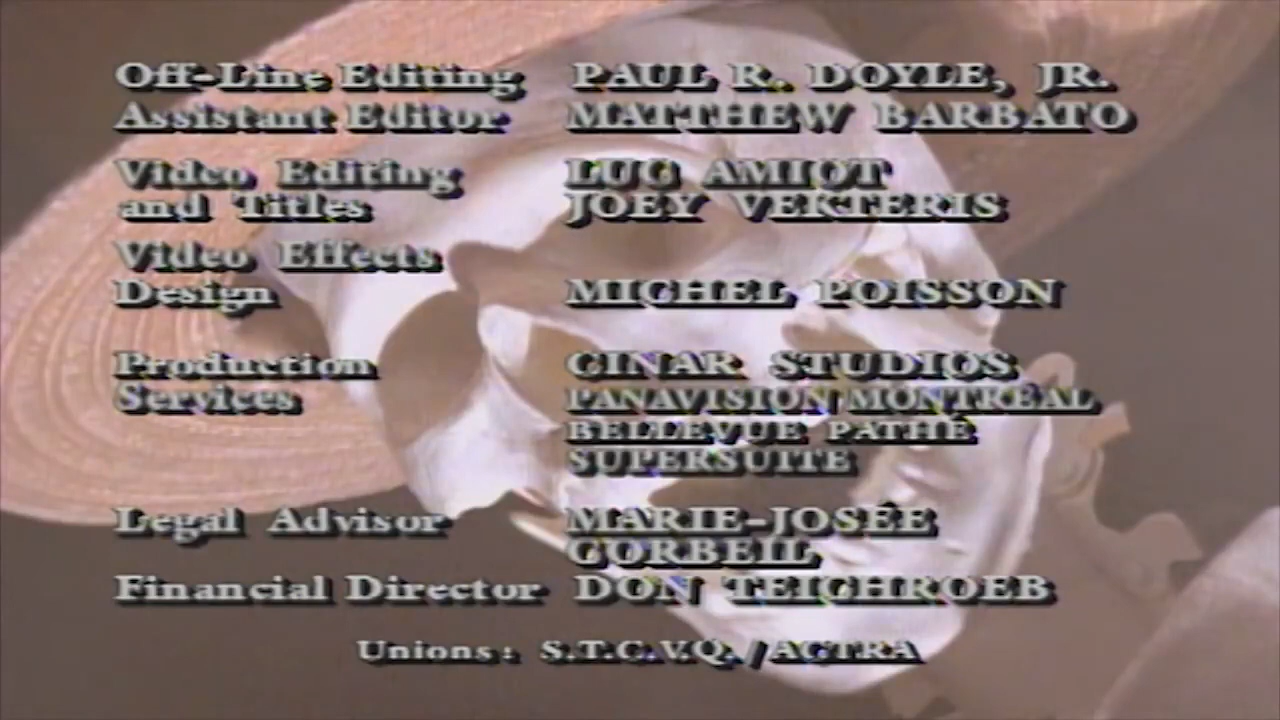 Off-Line Editing PAUL R. DOYLE, JR.
Assistant Editor MATTHEW BARBATO
Video Editing LUC AMIOT
and Titles JOEY VEKTERIS
Video Effects
Design MICHEL POISSON
Production CINAR STUDIOS
Services PANAVISION MONTRÉAL
BELLEVUE PATHÉ
SUPERSUITE
Legal Advisor MARIE-JOSÉE
CORBEIL
Financial Director DON TEICHROEB
Unions: S.T.C.V.Q./ACTRA